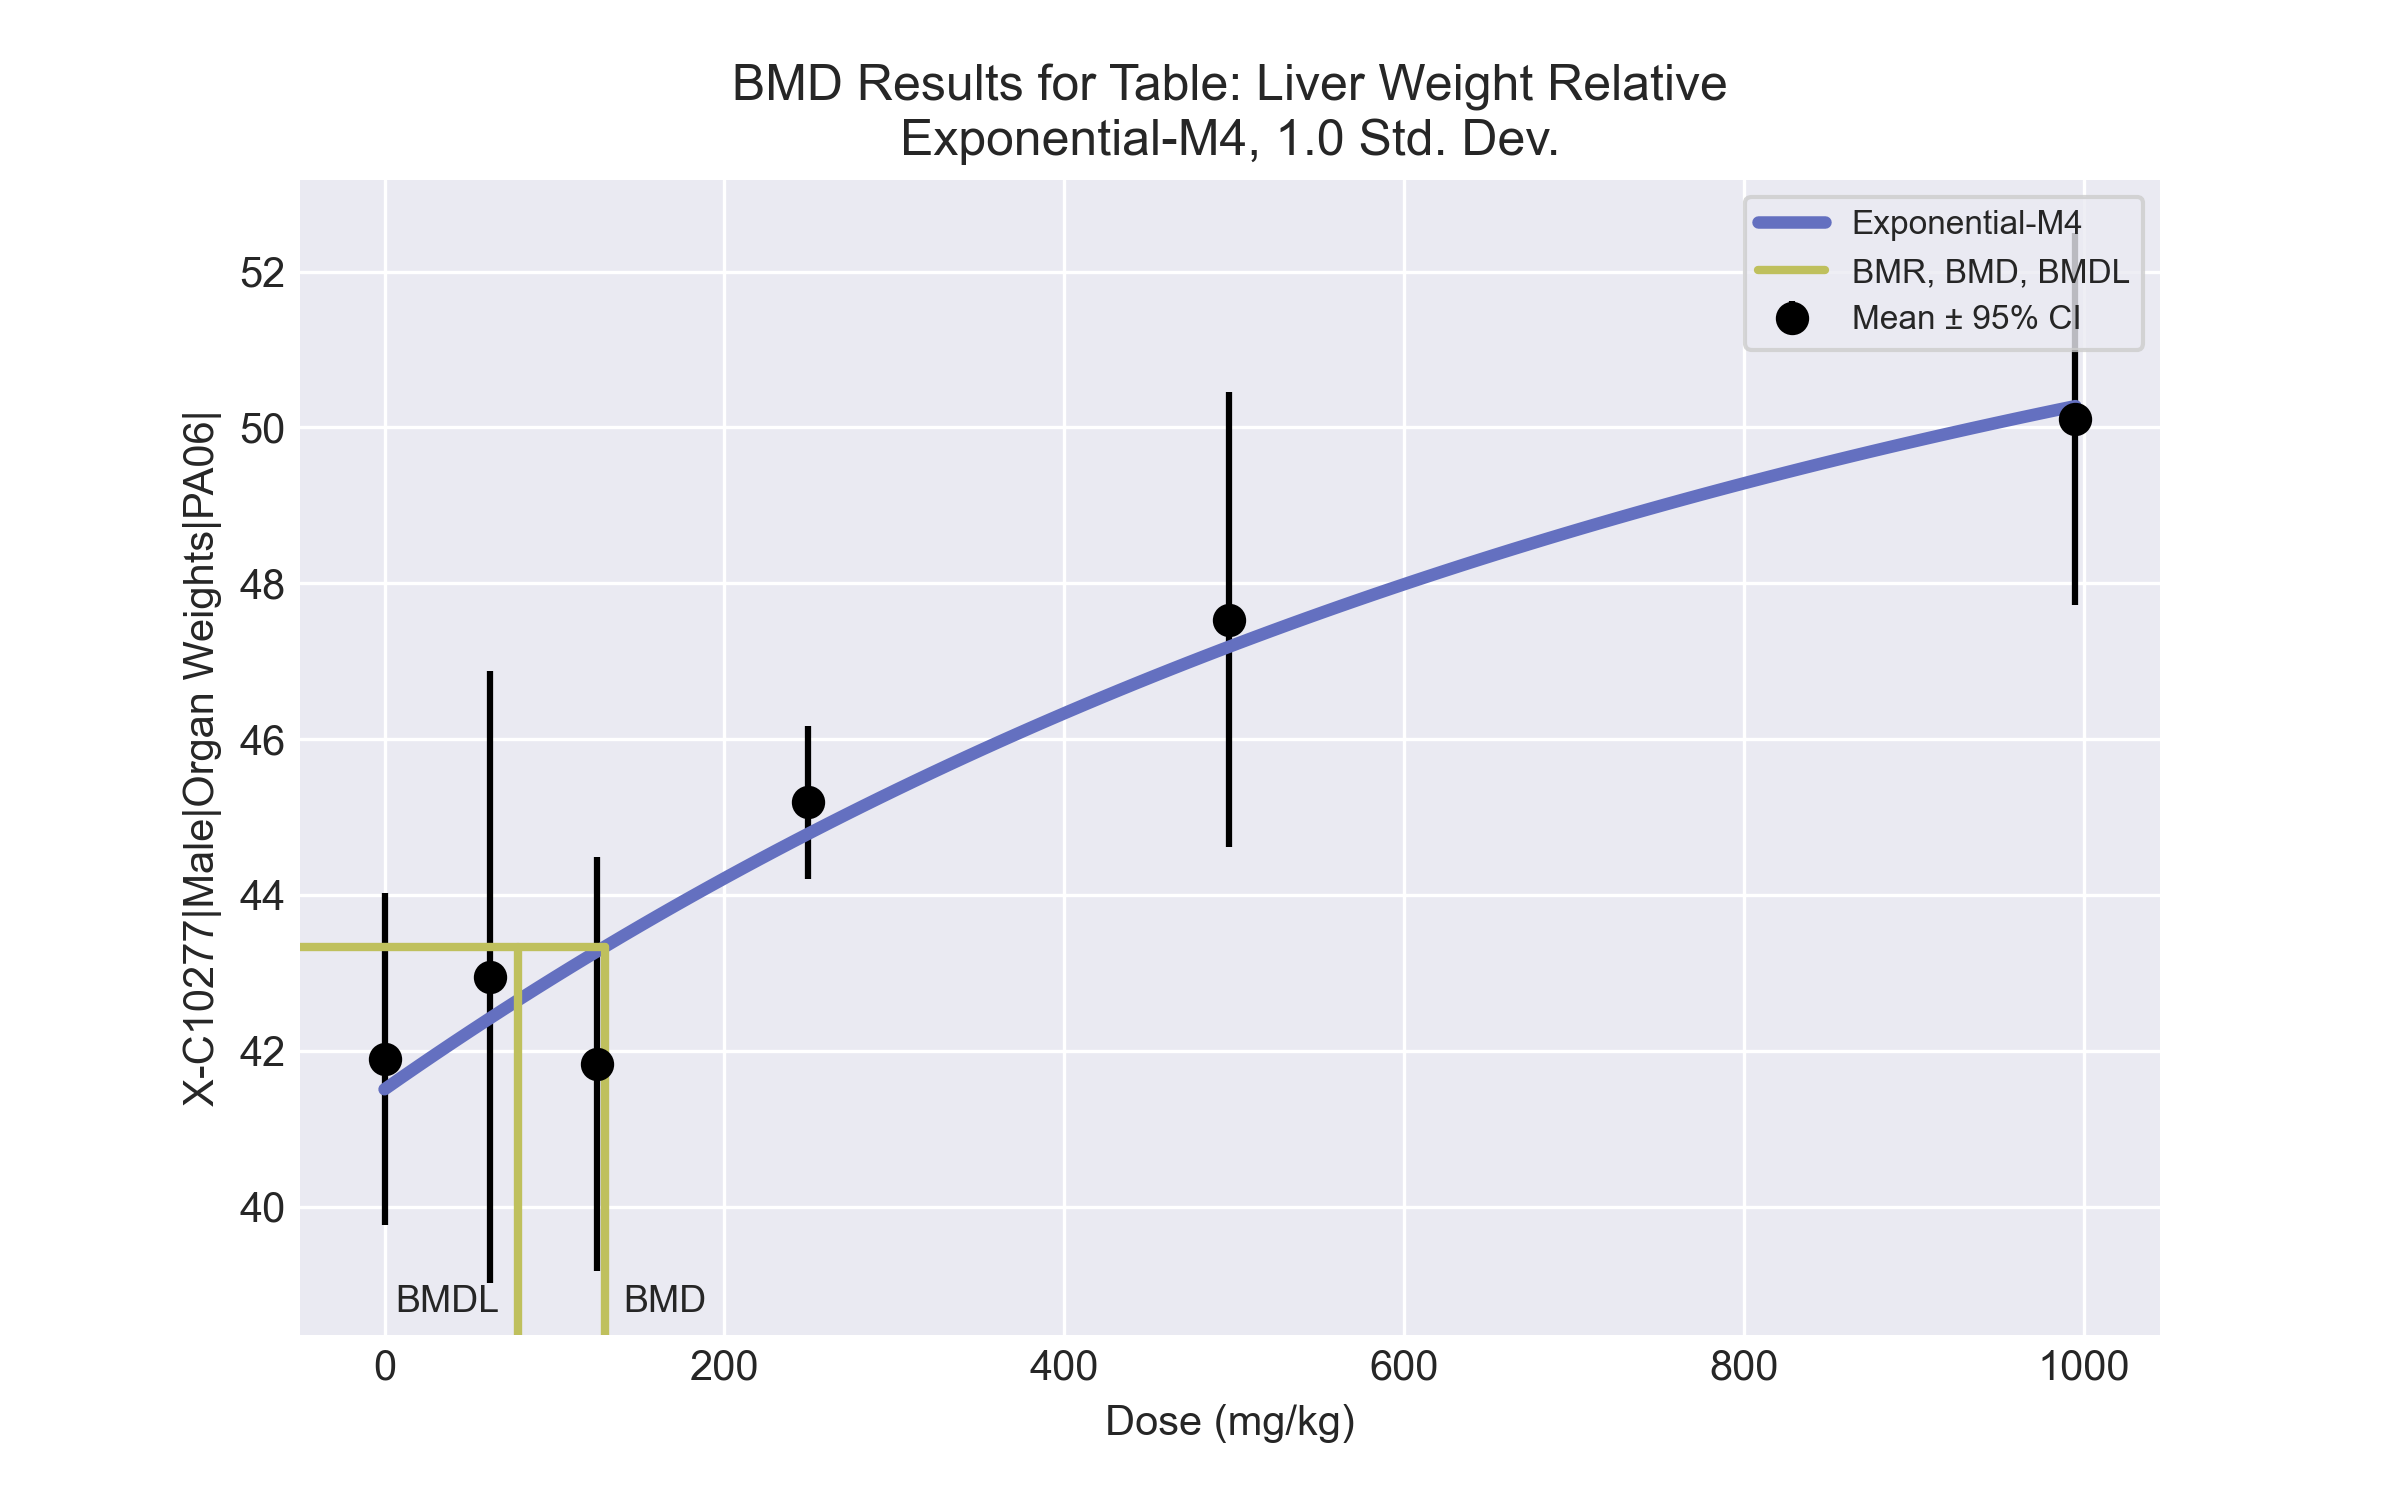 BMD Results for Table: Liver Weight Relative
Exponential-M4, 1.0 Std. Dev.
Exponential-M4
BMR, BMD, BMDL
Mean ± 95% CI
X-C10277|Male|Organ Weights|PA06|
52
50
48
46
44
42
40
BMDL
BMD
0
200
400
600
800
1000
Dose (mg/kg)